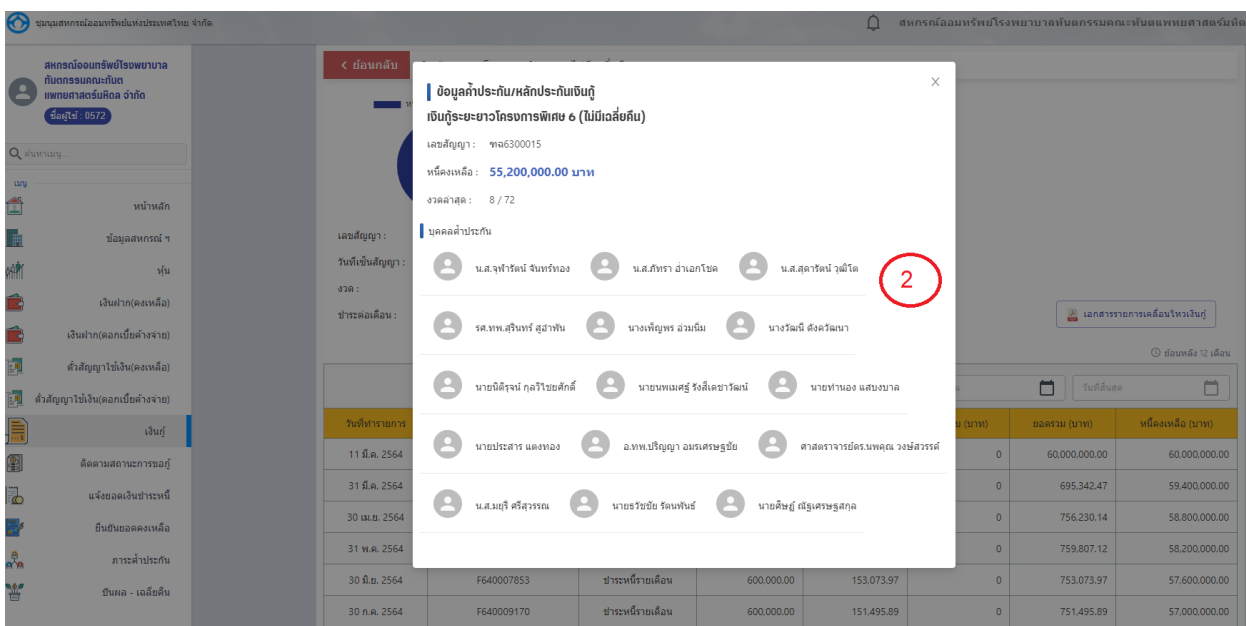 ชุมนุมสหกรณ์ออมทรัพย์แห่งประเทศไทย จำกัด
สหกรณ์ออมทรัพย์โรงพยาบาลทันตกรรมคณะทันตแพทยศาสตร์มหิด
สหกรณ์ออมทรัพย์โรงพยาบาล
ทันตกรรมคณะทันต
แพทยศาสตร์มหิดล จำกัด
ชื่อผู้ใช้ : 0572
ค้นหาเมนู...
เมนู
หน้าหลัก
ข้อมูลสหกรณ์ ฯ
หุ้น
เงินฝาก(คงเหลือ)
เงินฝาก(ดอกเบี้ยค้างจ่าย)
ตั๋วสัญญาใช้เงิน(คงเหลือ)
ตั๋วสัญญาใช้เงิน(ดอกเบี้ยค้างจ่าย)
เงินกู้
ติดตามสถานะการขอกู้
แจ้งยอดเงินชำระหนี้
ยืนยันยอดคงเหลือ
ภาระค้ำประกัน
ปันผล - เฉลี่ยคืน
< ย้อนกลับ
เลขสัญญา :
วันที่เซ็นสัญญา :
งวด :
ชำระต่อเดือน :
ข้อมูลค้ำประกัน/หลักประกันเงินกู้
X
เงินกู้ระยะยาวโครงการพิเศษ 6 (ไม่มีเฉลี่ยคืน)
เลขสัญญา : ฑฉ6300015
หนี้คงเหลือ : 55,200,000.00 บาท
งวดล่าสุด : 8 / 72
บุคคลค้ำประกัน
น.ส.จุฬารัตน์ จันทร์ทอง น.ส.ภัทรา อ่ำเอกโชค น.ส.สุดารัตน์ วุฒิโต
2
รศ.ทพ.สุรินทร์ สูอำพัน นางเพ็ญพร อ่วมนิ่ม นางวัฒนี ตังควัฒนา
นายนิติรุจน์ กุลวิไชยศักดิ์ นายนพเมศฐ์ รังสิเดชาวัฒน์ นายทำนอง แสบงบาล
นายประสาร แตงทอง อ.ทพ.ปริญญา อมรเศรษฐชัย ศาสตราจารย์ดร.นพคุณ วงษ์สวรรค์
น.ส.มยุรี ศรีสุวรรณ นายธวัชชัย รัตนพันธ์ นายศิษฎ์ ณัฐเศรษฐสกุล
เอกสารรายการเคลื่อนไหวเงินกู้
ย้อนหลัง 12 เดือน
วันที่สิ้นสุด
วันที่ทำรายการ ยอดรวม (บาท) หนี้คงเหลือ (บาท)
11 มี.ค. 2564 0 60,000,000.00 60,000,000.00
31 มี.ค. 2564 0 695,342.47 59,400,000.00
30 เม.ย. 2564 0 756,230.14 58,800,000.00
31 พ.ค. 2564 0 759,807.12 58,200,000.00
30 มิ.ย. 2564 F640007853 ชำระหนี้รายเดือน 600,000.00 153,073.97 0 753,073.97 57,600,000.00
30 ก.ค. 2564 F640009170 ชำระหนี้รายเดือน 600,000.00 151,495.89 0 751,495.89 57,000,000.00